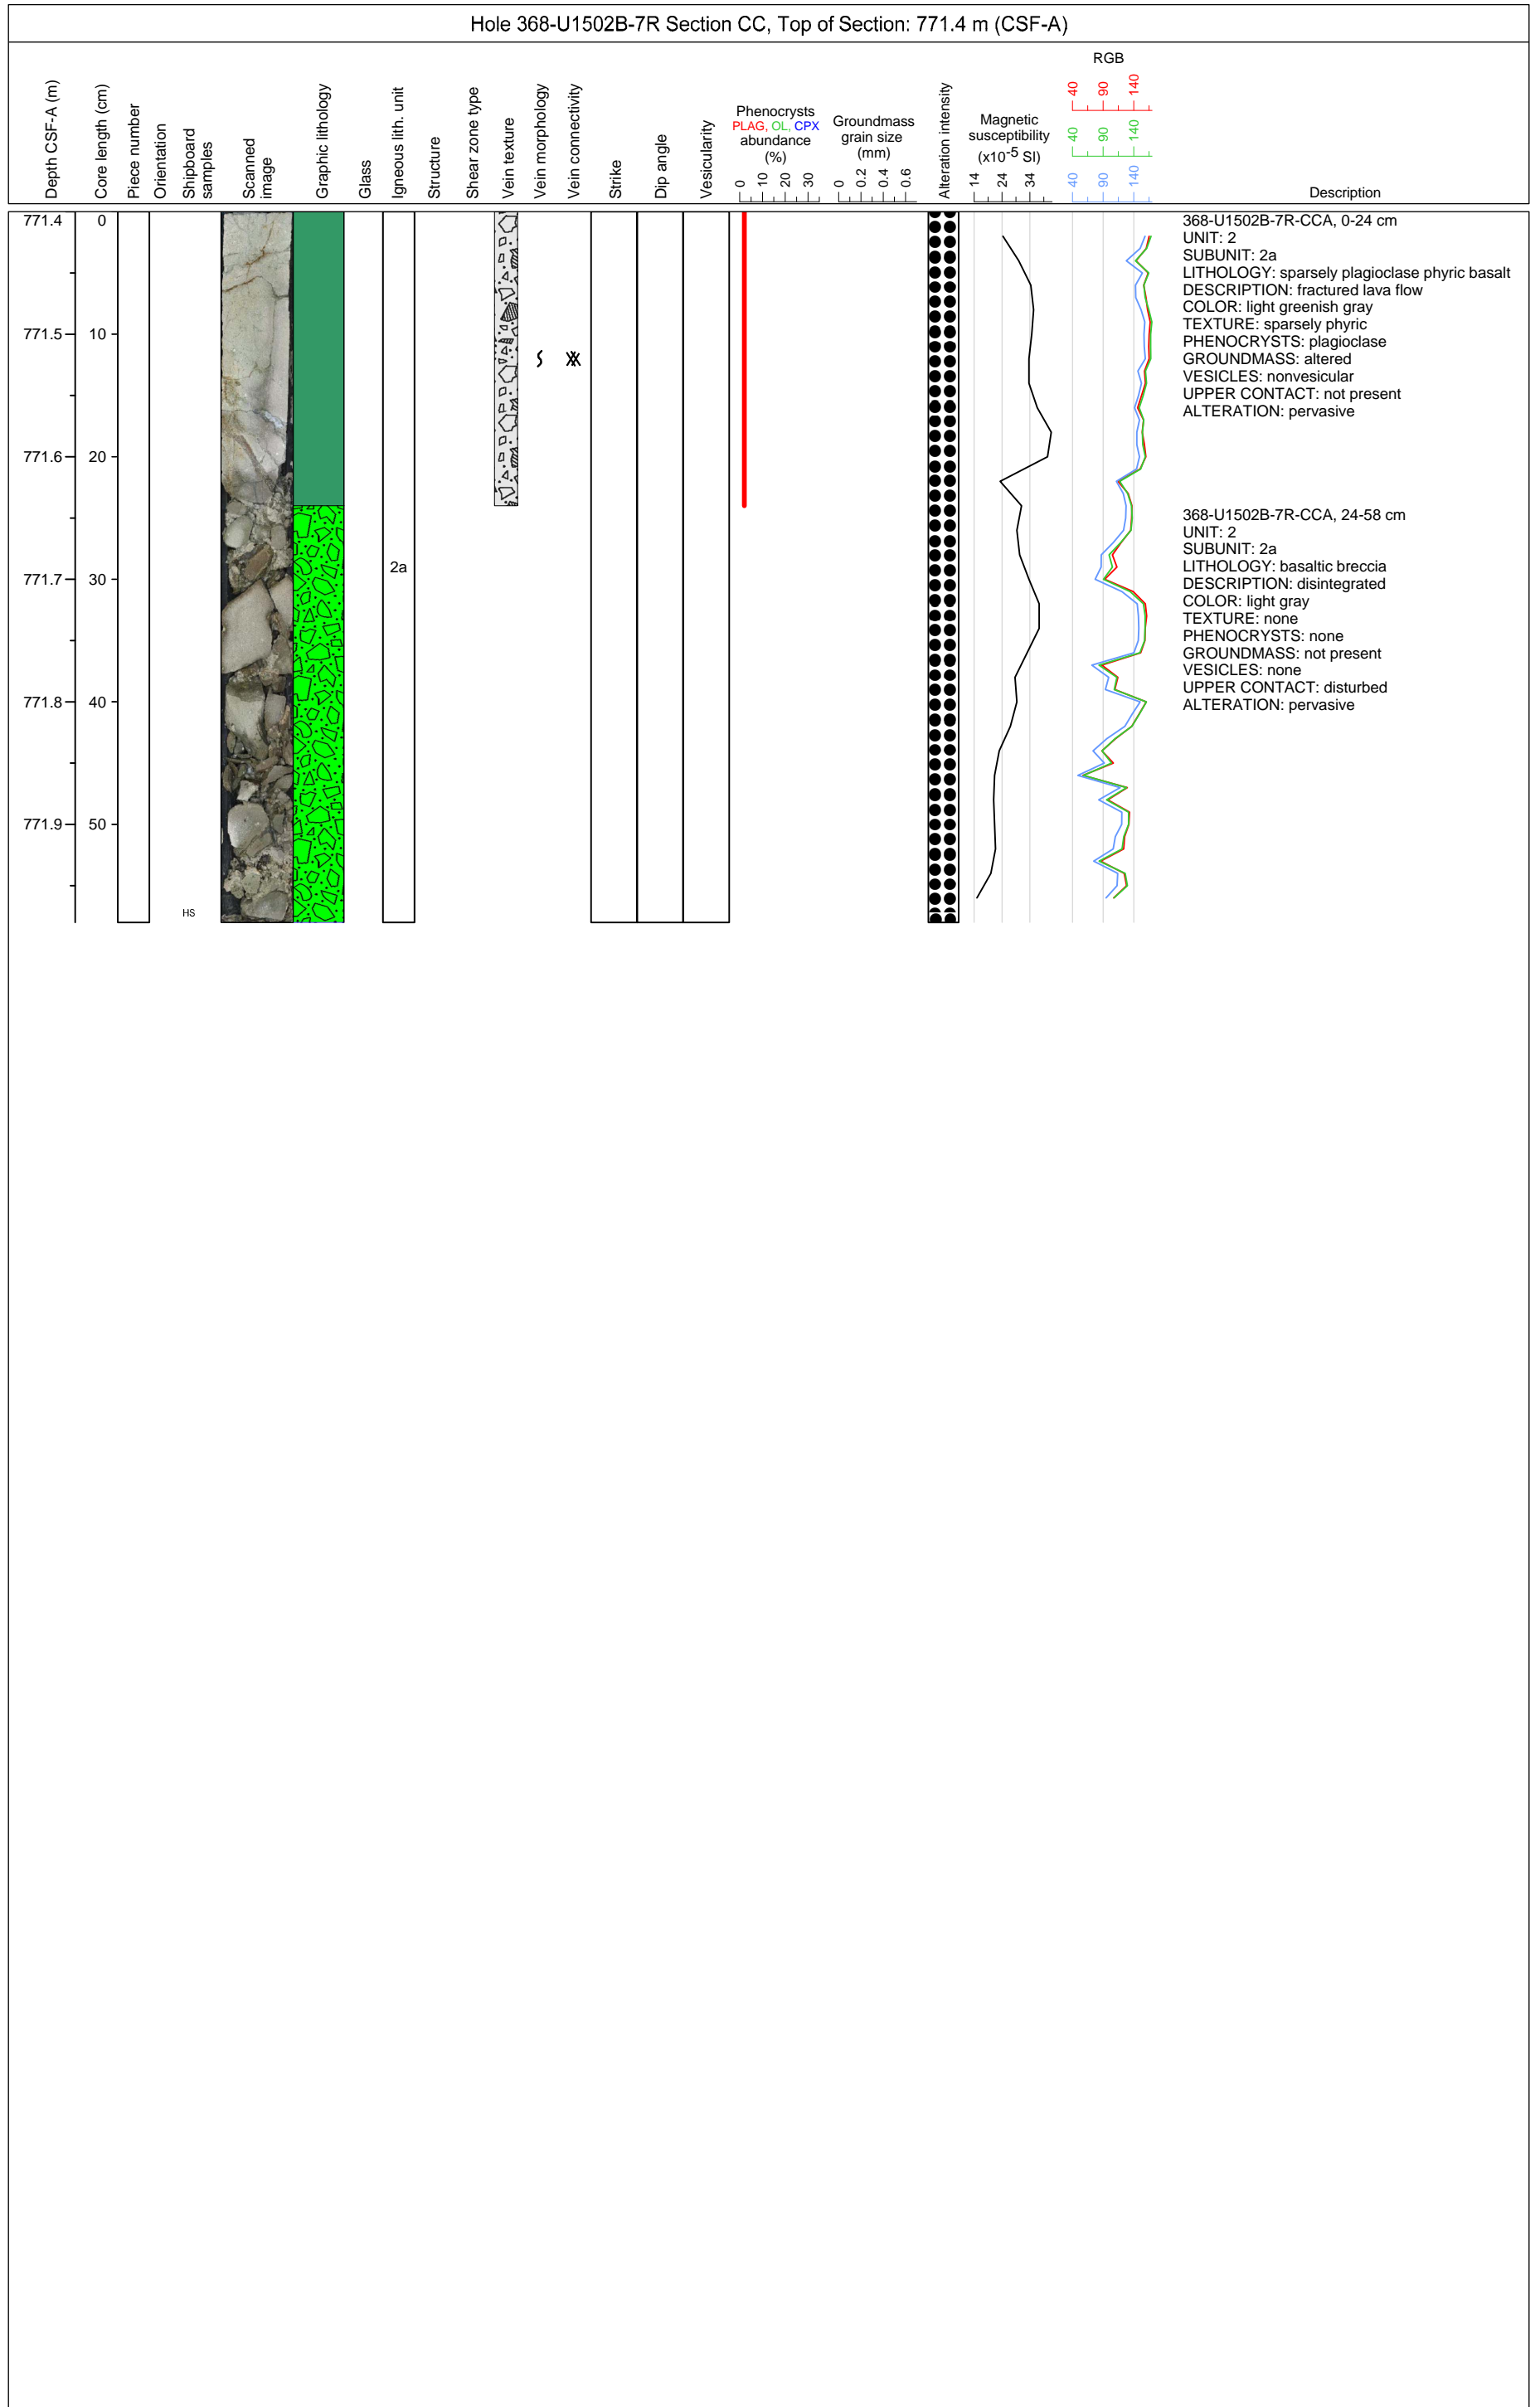 Hole 368-U1502B-7R Section CC, Top of Section: 771.4 m (CSF-A)
Depth CSF-A (m)
Core length (cm)
Piece number
Orientation
Shipboard
samples
Scanned
image
Graphic lithology
Glass
Igneous lith. unit
Structure
Shear zone type
Vein texture
Vein morphology
Vein connectivity
Strike
Dip angle
Vesicularity
Phenocrysts
PLAG, OL, CPX
abundance
(%)
0 10 20 30
Groundmass
grain size
(mm)
0 0.2 0.4 0.6
Alteration intensity
Magnetic
susceptibility
(x10-5 SI)
14 24 34
RGB
40 90 140
40 90 140
40 90 140
Description
771.4 0
771.5 10
771.6 20
771.7 30
771.8 40
771.9 50
HS
2a
368-U1502B-7R-CCA, 0-24 cm
UNIT: 2
SUBUNIT: 2a
LITHOLOGY: sparsely plagioclase phyric basalt
DESCRIPTION: fractured lava flow
COLOR: light greenish gray
TEXTURE: sparsely phyric
PHENOCRYSTS: plagioclase
GROUNDMASS: altered
VESICLES: nonvesicular
UPPER CONTACT: not present
ALTERATION: pervasive
368-U1502B-7R-CCA, 24-58 cm
UNIT: 2
SUBUNIT: 2a
LITHOLOGY: basaltic breccia
DESCRIPTION: disintegrated
COLOR: light gray
TEXTURE: none
PHENOCRYSTS: none
GROUNDMASS: not present
VESICLES: none
UPPER CONTACT: disturbed
ALTERATION: pervasive